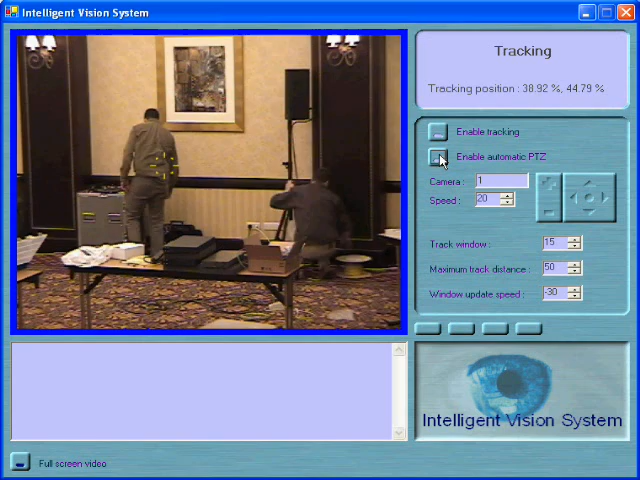 Intelligent Vision System
Tracking
Tracking position : 38.92 %, 44.79 %
Enable tracking
Enable automatic PTZ
Camera : 1
Speed : 20
Track window : 15
Maximum track distance : 50
Window update speed : -30
Intelligent Vision System
Full screen video